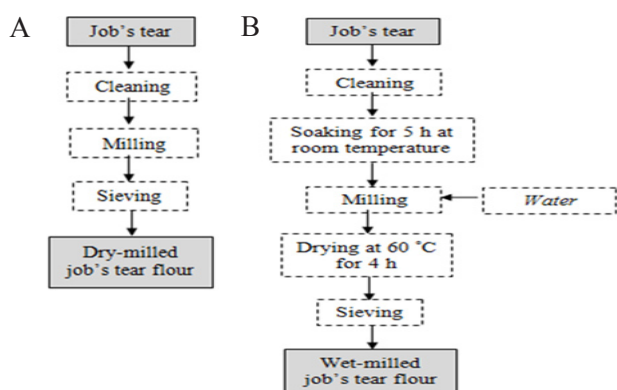 A
Job's tear
Cleaning
Milling
Sieving
Dry-milled
job's tear flour
B
Job's tear
Cleaning
Soaking for 5 h at
room temperature
Milling
Water
Drying at 60 ˚C
for 4 h
Sieving
Wet-milled
job's tear flour